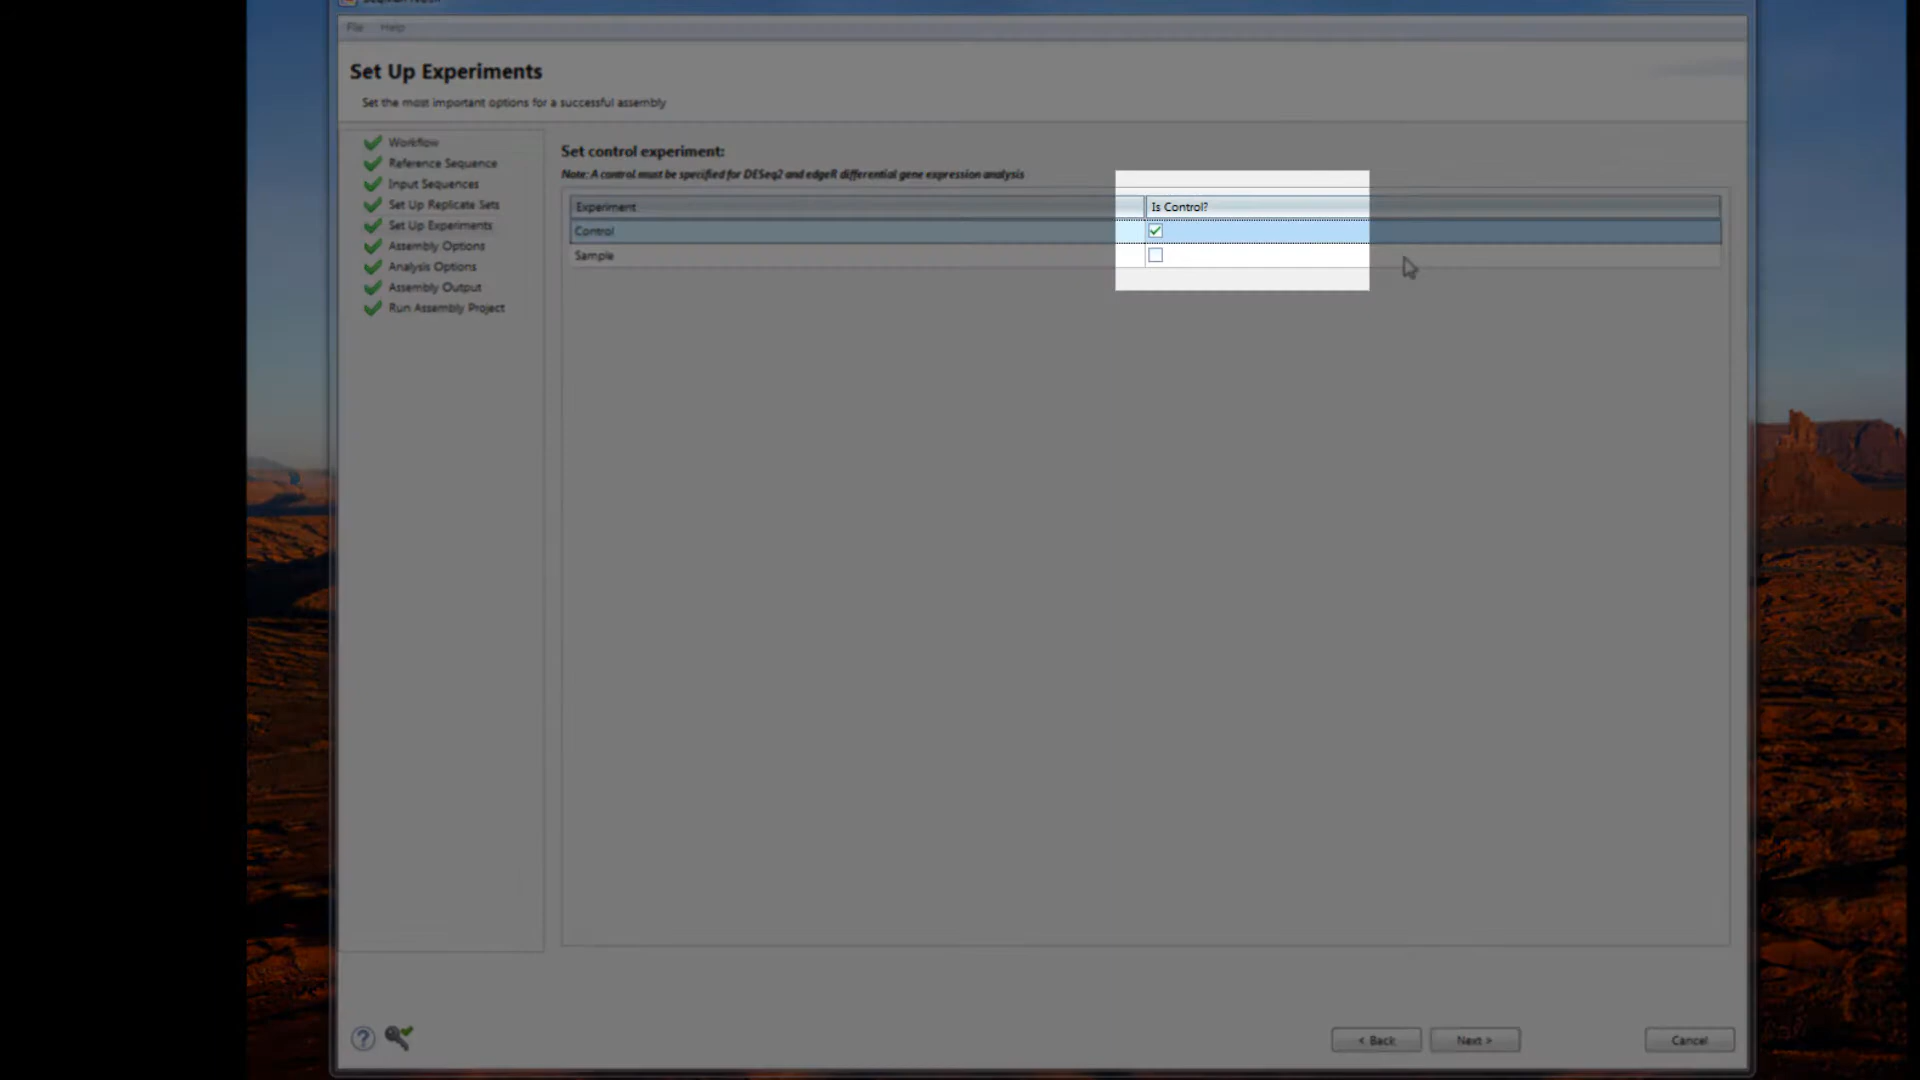 File Help
Set Up Experiments
Set the most important options for a successful assembly
Workflow
Reference Sequence
Input Sequences
Set Up Replicate Sets
Set Up Experiments
Assembly Options
Analysis Options
Assembly Output
Run Assembly Project
Set control experiment:
Note: A control must be specified for DESeq2 and edgeR differential gene expression analysis
Experiment Is Control?
Control
Sample
< Back Next > Cancel